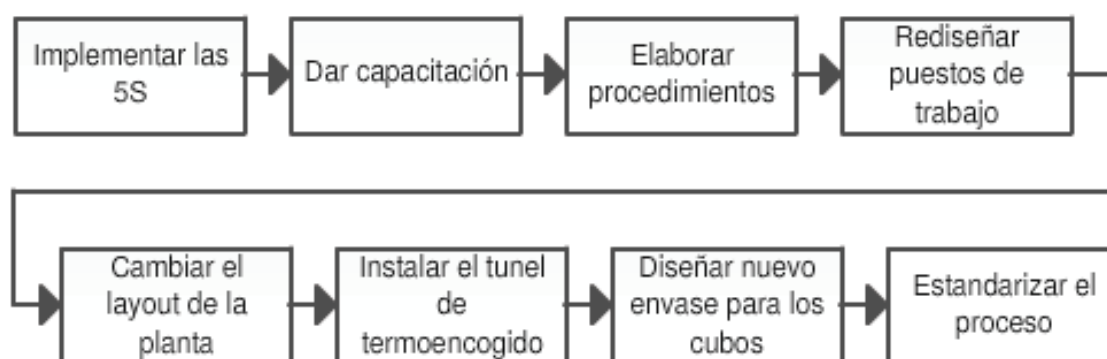 Implementar las
5S
Dar capacitación
Elaborar
procedimientos
Rediseñar
puestos de
trabajo
Cambiar el
layout de la
planta
Instalar el tunel
de
termoencogido
Diseñar nuevo
envase para los
cubos
Estandarizar el
proceso